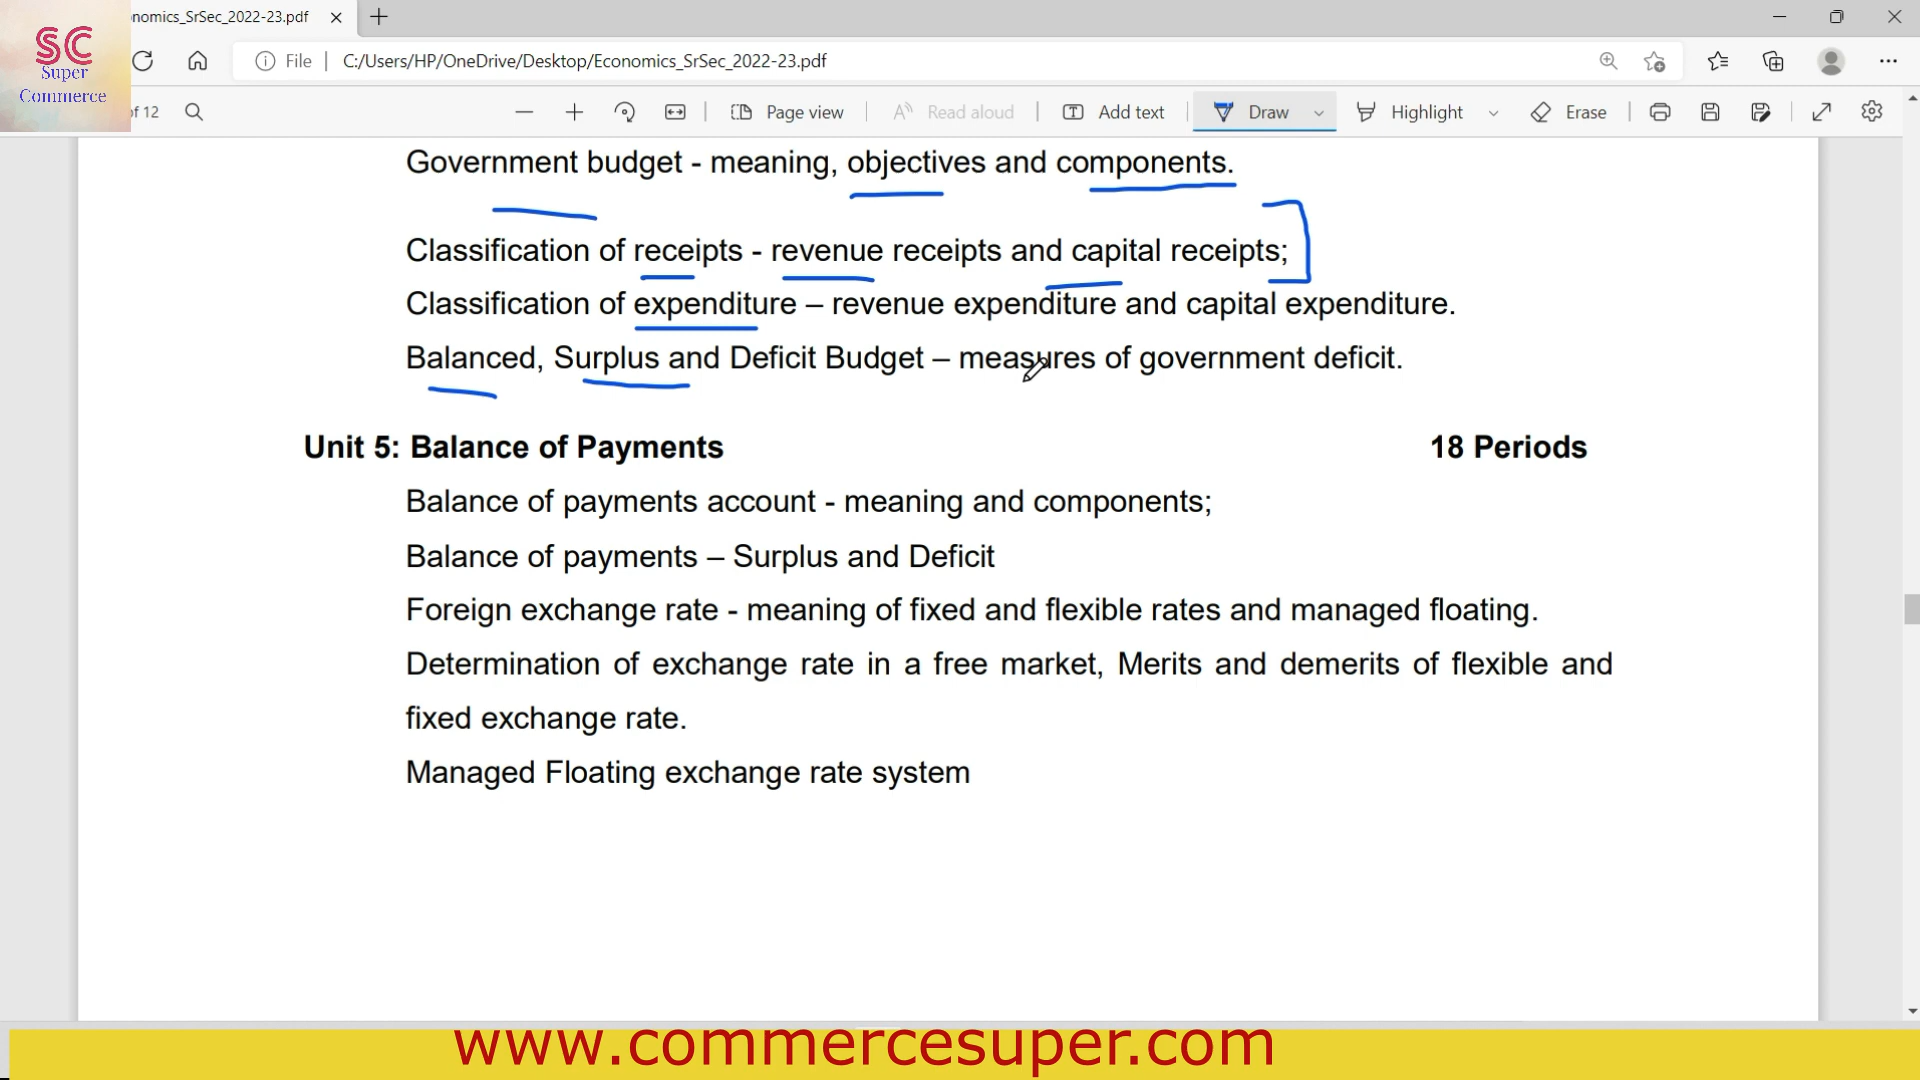 nomics_SrSec_2022-23.pdf
SC
Super
Commerce
File
C:/Users/HP/OneDrive/Desktop/Economics_SrSec_2022-23.pdf
of 12
Page view
Read aloud
Add text
Draw
Highlight
Erase
Government budget - meaning, objectives and components.
Classification of receipts - revenue receipts and capital receipts;
Classification of expenditure – revenue expenditure and capital expenditure.
Balanced, Surplus and Deficit Budget – measures of government deficit.
Unit 5: Balance of Payments 18 Periods
Balance of payments account - meaning and components;
Balance of payments – Surplus and Deficit
Foreign exchange rate - meaning of fixed and flexible rates and managed floating.
Determination of exchange rate in a free market, Merits and demerits of flexible and
fixed exchange rate.
Managed Floating exchange rate system
www.commercesuper.com